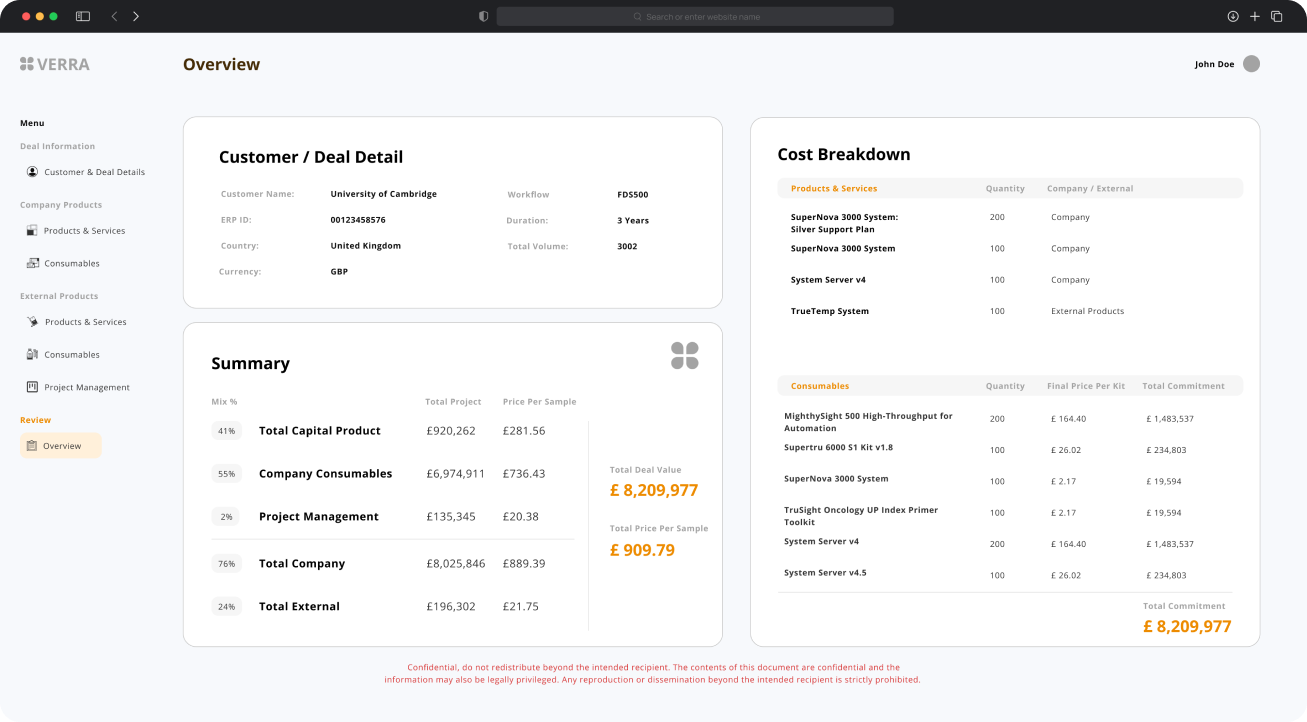 Search or enter website name
VERRA
Overview
John Doe
Menu
Deal Information
Customer & Deal Details
Company Products
Products & Services
Consumables
External Products
Products & Services
Consumables
Project Management
Review
Overview
Customer / Deal Detail
Customer Name: University of Cambridge Workflow FDS500
ERP ID: 00123458576 Duration: 3 Years
Country: United Kingdom Total Volume: 3002
Currency: GBP
Summary
Mix % Total Project Price Per Sample
41% Total Capital Product £920,262 £281.56
55% Company Consumables £6,974,911 £736.43
2% Project Management £135,345 £20.38
76% Total Company £8,025,846 £889.39
24% Total External £196,302 £21.75
Total Deal Value
£ 8,209,977
Total Price Per Sample
£ 909.79
Cost Breakdown
Products & Services Quantity Company / External
SuperNova 3000 System: 200 Company
Silver Support Plan
SuperNova 3000 System 100 Company
System Server v4 100 Company
TrueTemp System 100 External Products
Consumables Quantity Final Price Per Kit Total Commitment
MighthySight 500 High-Throughput for 200 £ 164.40 £ 1,483,537
Automation
Supertru 6000 S1 Kit v1.8 100 £ 26.02 £ 234,803
SuperNova 3000 System 100 £ 2.17 £ 19,594
TruSight Oncology UP Index Primer 100 £ 2.17 £ 19,594
Toolkit
System Server v4 200 £ 164.40 £ 1,483,537
System Server v4.5 100 £ 26.02 £ 234,803
Total Commitment
£ 8,209,977
Confidential, do not redistribute beyond the intended recipient. The contents of this document are confidential and the
information may also be legally privileged. Any reproduction or dissemination beyond the intended recipient is strictly prohibited.